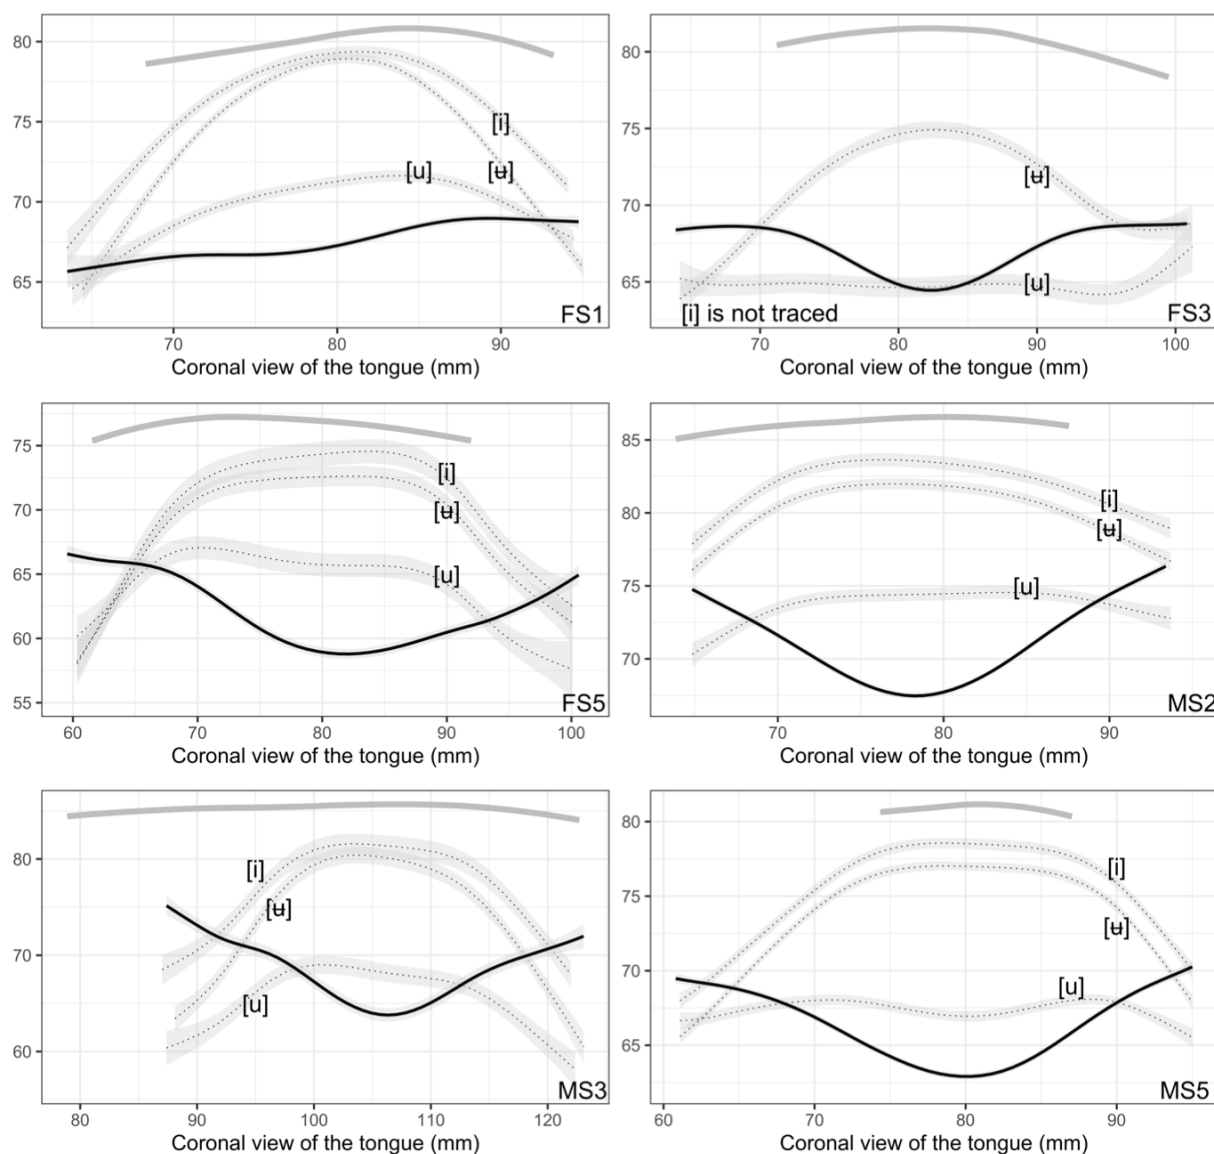 80
75
70
65
[i]
[u]
[ʉ]
FS1
70
80
90
Coronal view of the tongue (mm)
80
75
70
65
[ʉ]
[u]
[i] is not traced
FS3
70
80
90
100
Coronal view of the tongue (mm)
75
70
65
60
55
[i]
[ʉ]
[u]
FS5
60
70
80
90
100
Coronal view of the tongue (mm)
85
80
75
70
[i]
[ʉ]
[u]
MS2
70
80
90
Coronal view of the tongue (mm)
80
70
60
[i]
[ʉ]
[u]
MS3
80
90
100
110
120
Coronal view of the tongue (mm)
80
75
70
65
[i]
[ʉ]
[u]
MS5
60
70
80
90
Coronal view of the tongue (mm)